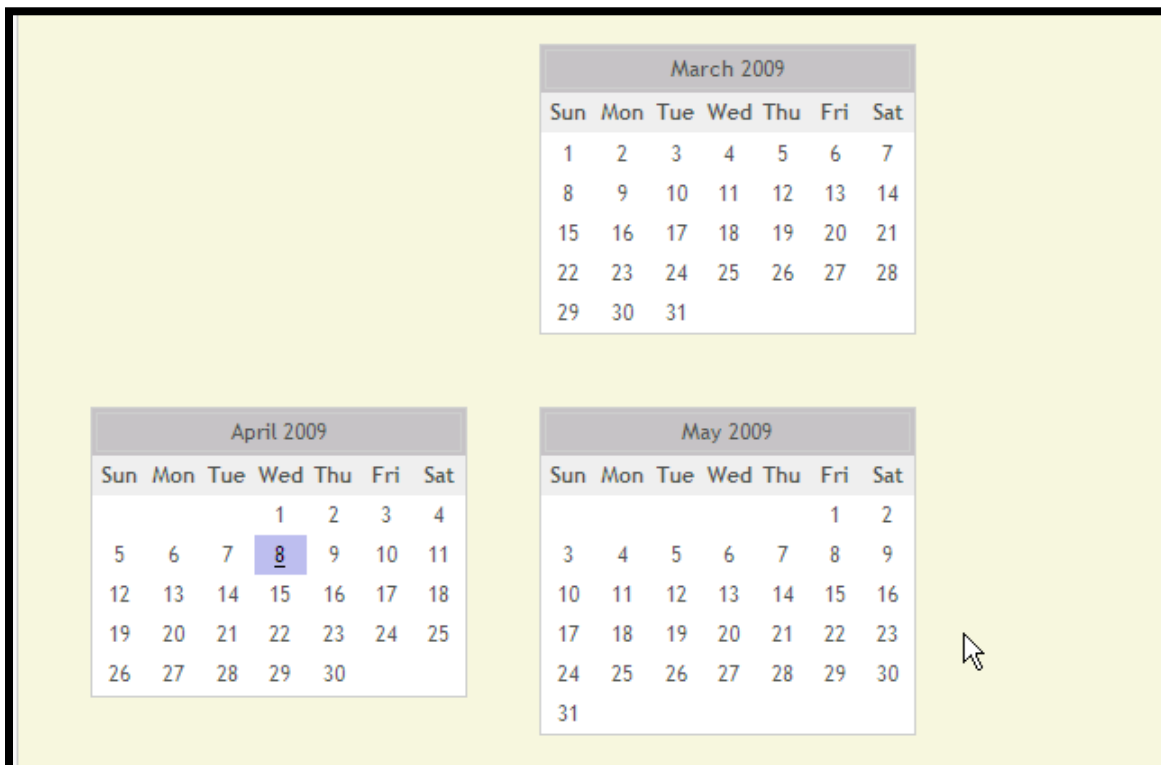 March 2009
Sun Mon Tue Wed Thu Fri Sat
1 2 3 4 5 6 7
8 9 10 11 12 13 14
15 16 17 18 19 20 21
22 23 24 25 26 27 28
29 30 31
April 2009
Sun Mon Tue Wed Thu Fri Sat
1 2 3 4
5 6 7 8 9 10 11
12 13 14 15 16 17 18
19 20 21 22 23 24 25
26 27 28 29 30
May 2009
Sun Mon Tue Wed Thu Fri Sat
1 2
3 4 5 6 7 8 9
10 11 12 13 14 15 16
17 18 19 20 21 22 23
24 25 26 27 28 29 30
31